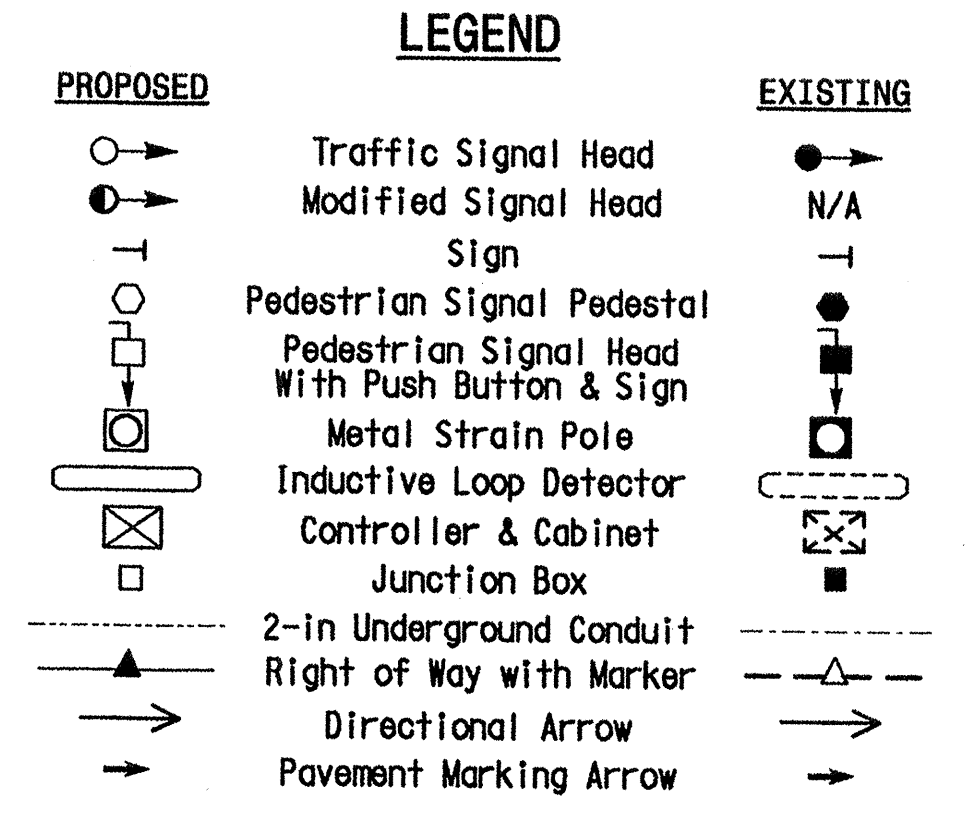 LEGEND
PROPOSED
EXISTING
Traffic Signal Head
Modified Signal Head N/A
Sign
Pedestrian Signal Pedestal
Pedestrian Signal Head
With Push Button & Sign
Metal Strain Pole
Inductive Loop Detector
Controller & Cabinet
Junction Box
2-in Underground Conduit
Right of Way with Marker
Directional Arrow
Pavement Marking Arrow